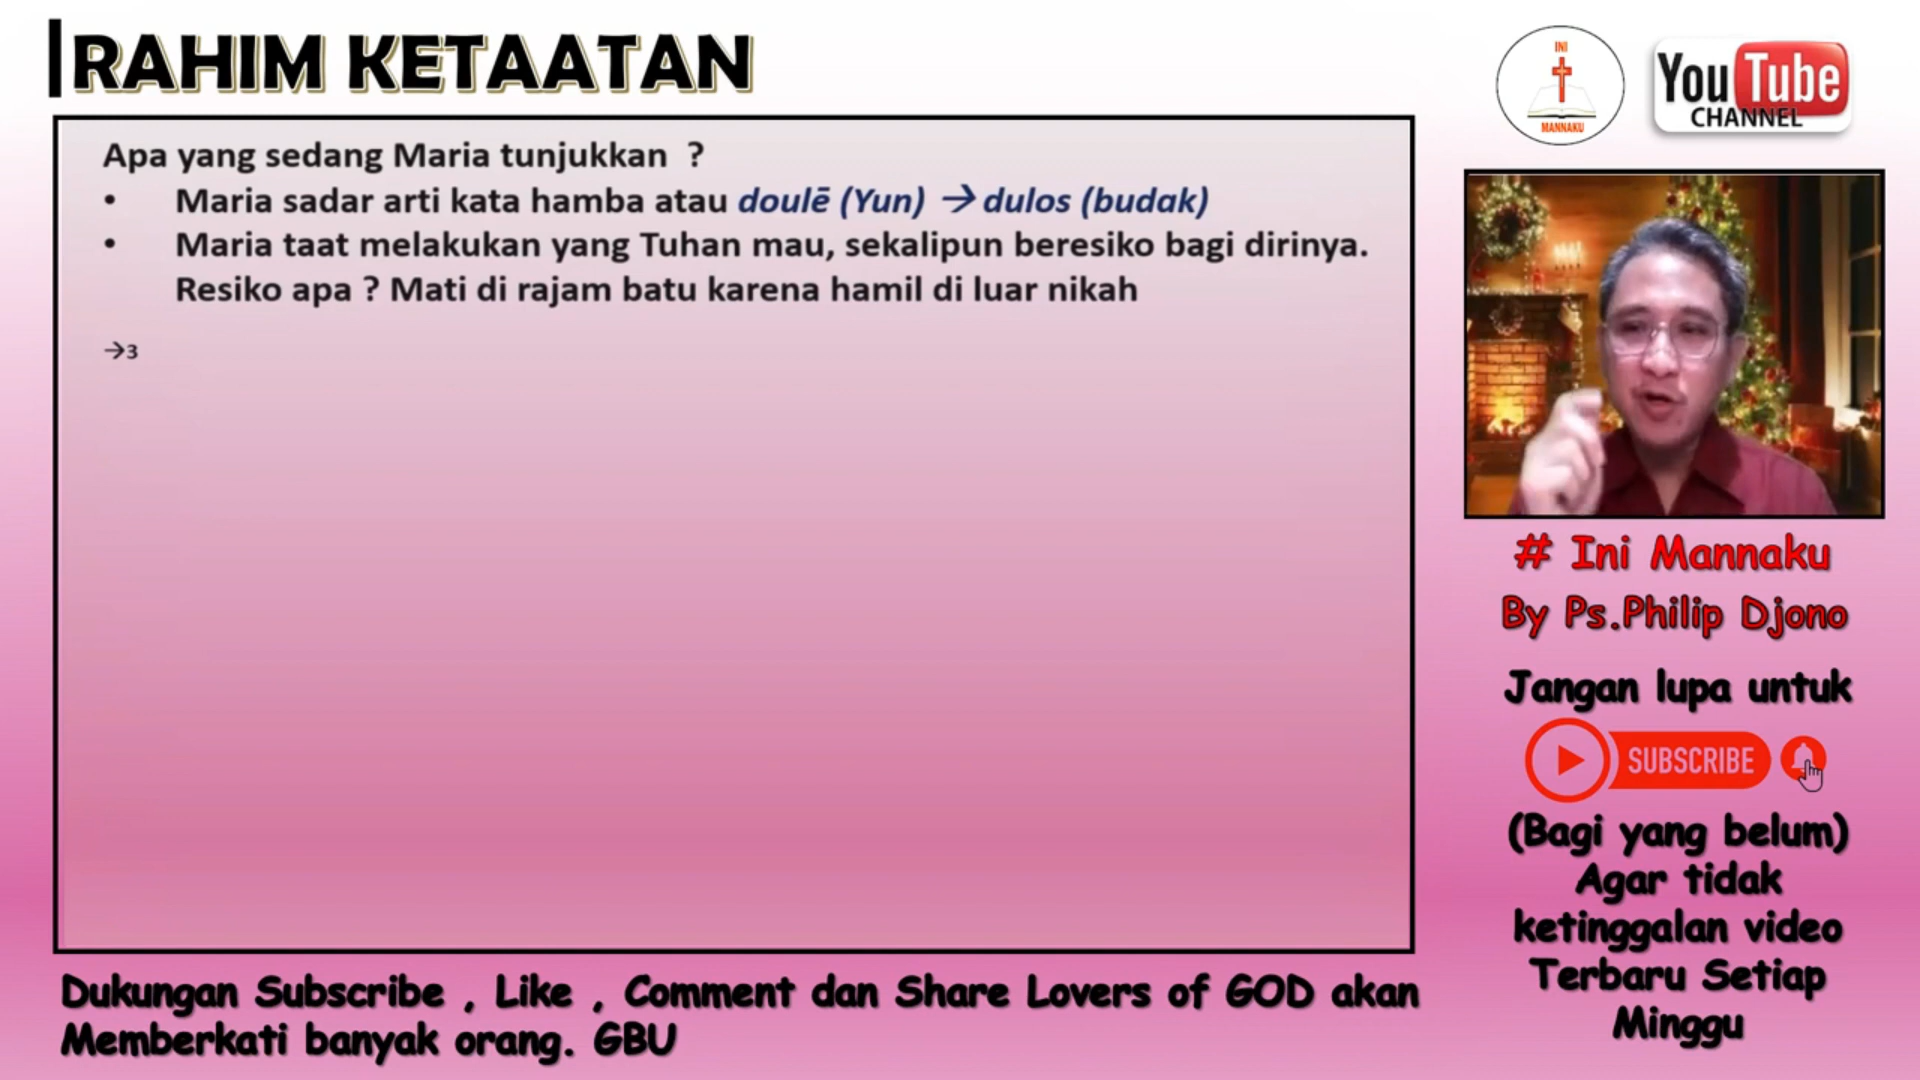 RAHIM KETAATAN
INI
MANNAKU
You Tube
CHANNEL
Apa yang sedang Maria tunjukkan ?
• Maria sadar arti kata hamba atau doulē (Yun) → dulos (budak)
• Maria taat melakukan yang Tuhan mau, sekalipun beresiko bagi dirinya.
Resiko apa ? Mati di rajam batu karena hamil di luar nikah
→3
# Ini Mannaku
By Ps.Philip Djono
Jangan lupa untuk
SUBSCRIBE
(Bagi yang belum)
Agar tidak
ketinggalan video
Terbaru Setiap
Minggu
Dukungan Subscribe , Like , Comment dan Share Lovers of GOD akan
Memberkati banyak orang. GBU